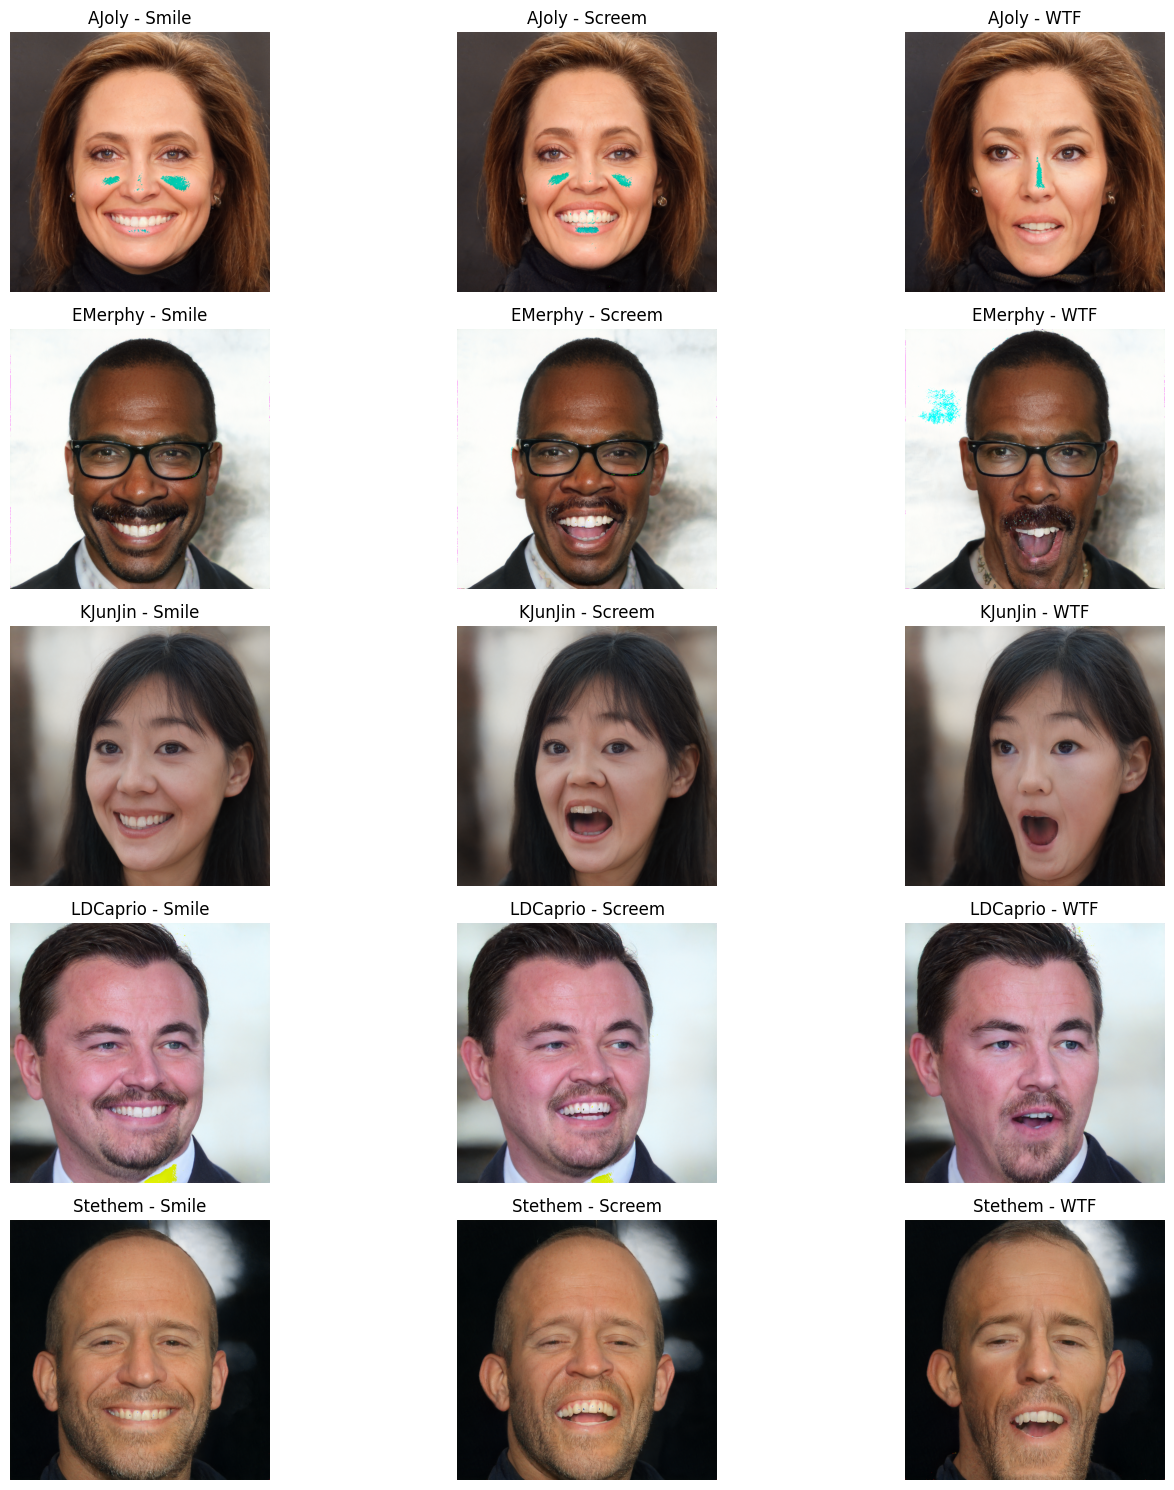 AJoly - Smile
AJoly - Screem
AJoly - WTF
EMerphy - Smile
EMerphy - Screem
EMerphy - WTF
KJunJin - Smile
KJunJin - Screem
KJunJin - WTF
LDCaprio - Smile
LDCaprio - Screem
LDCaprio - WTF
Stethem - Smile
Stethem - Screem
Stethem - WTF